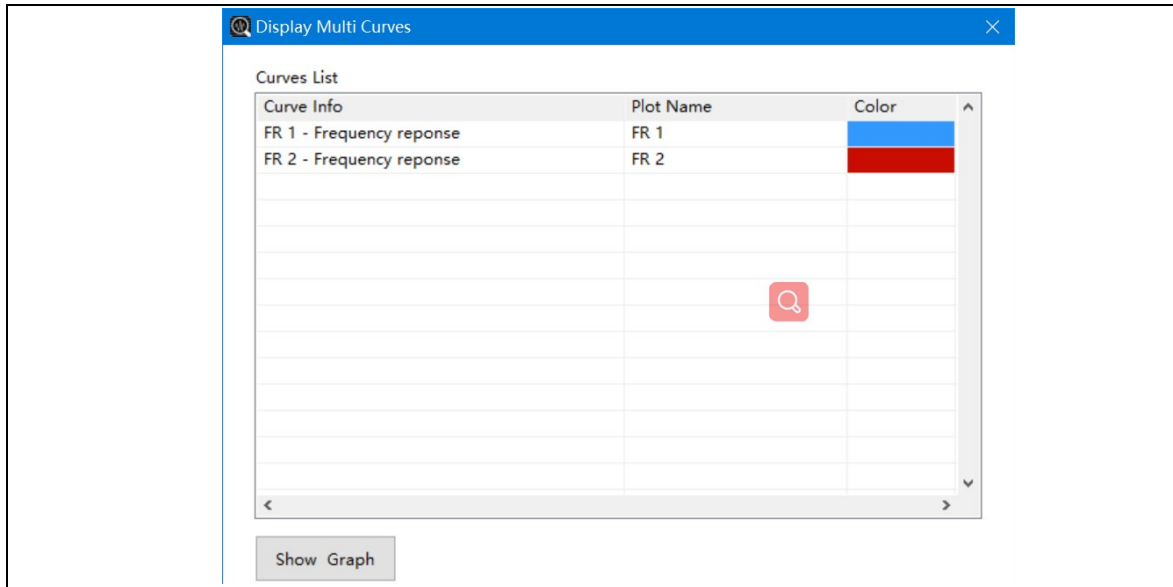 Display Multi Curves
Curves List
Curve Info Plot Name Color
FR 1 - Frequency reponse FR 1
FR 2 - Frequency reponse FR 2
Show Graph